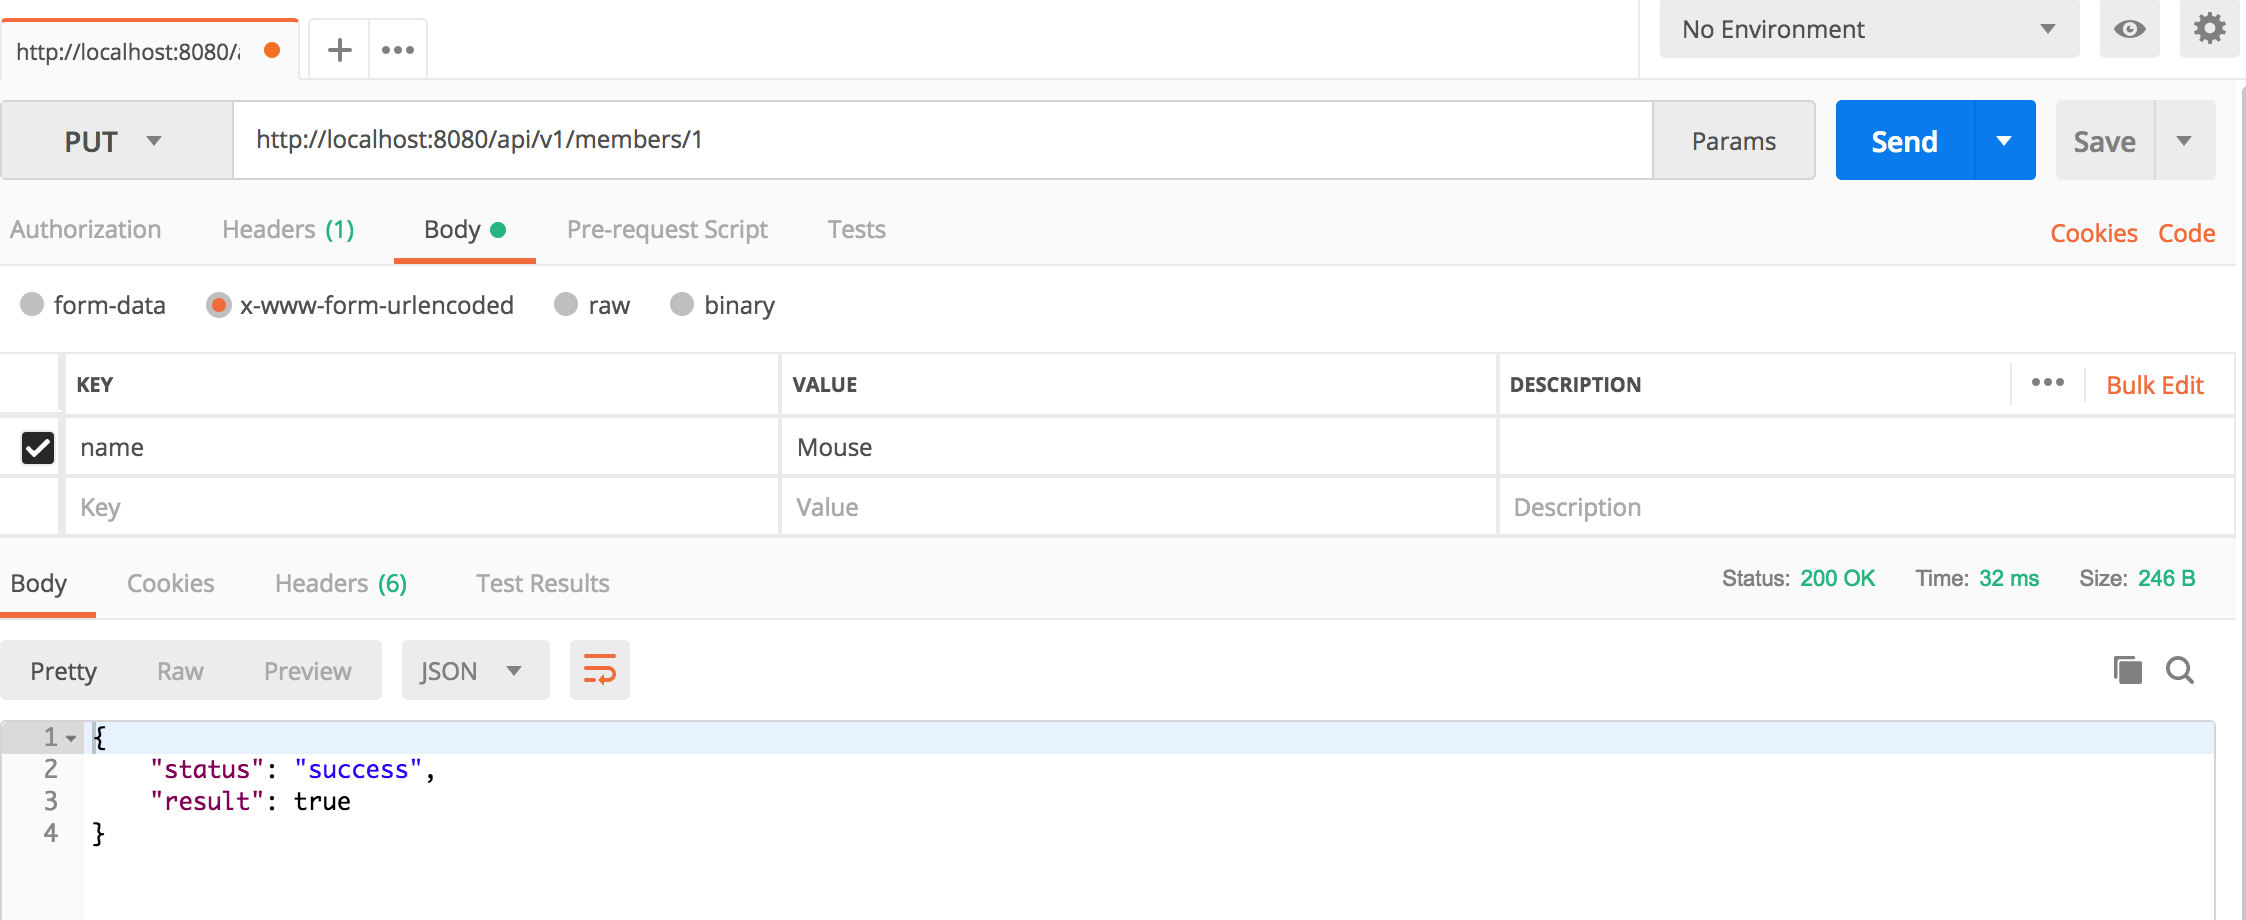 http://localhost:8080/a
No Environment
PUT
http://localhost:8080/api/v1/members/1
Params
Send
Save
Authorization
Headers (1)
Body
Pre-request Script
Tests
Cookies
Code
form-data
x-www-form-urlencoded
raw
binary
KEY
VALUE
DESCRIPTION
Bulk Edit
name
Mouse
Key
Value
Description
Body
Cookies
Headers (6)
Test Results
Status: 200 OK
Time: 32 ms
Size: 246 B
Pretty
Raw
Preview
JSON
1 {
2 "status": "success",
3 "result": true
4 }